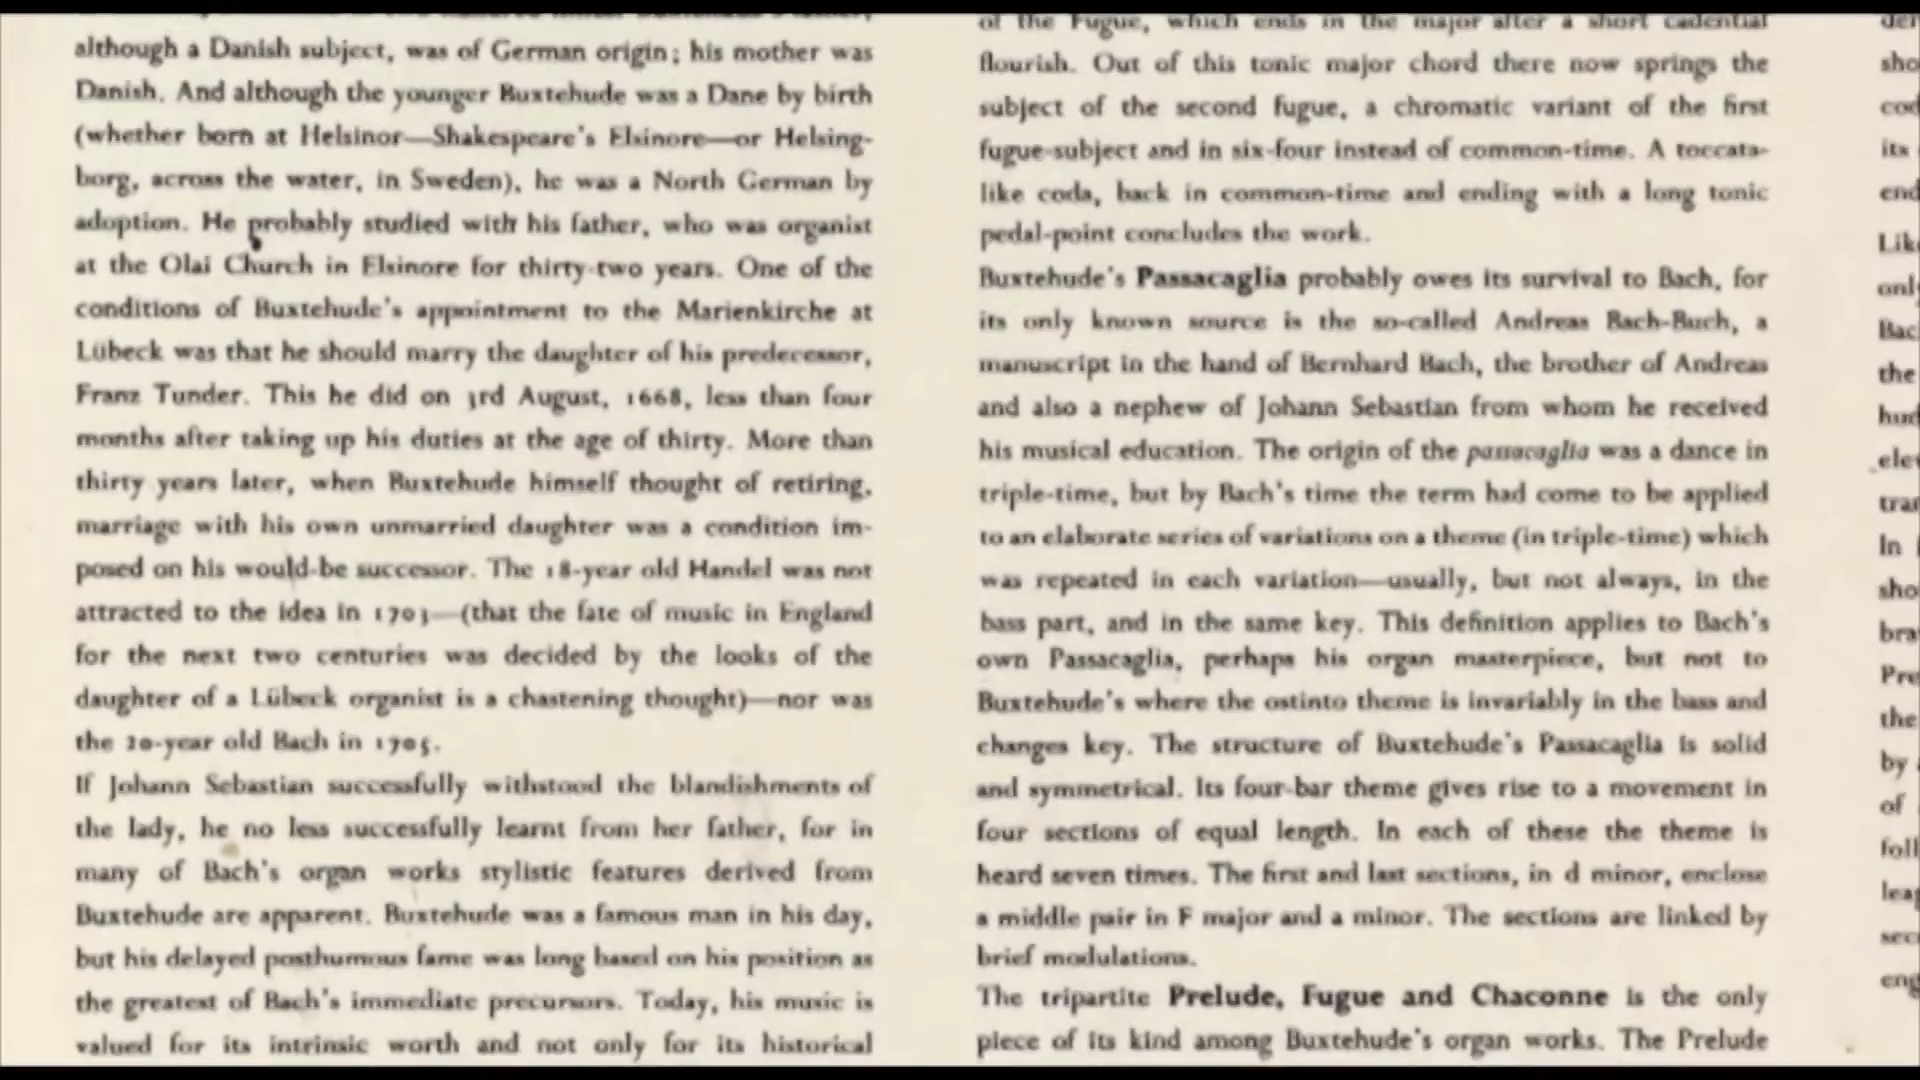 although a Danish subject, was of German origin; his mother was
Danish. And although the younger Buxtehude was a Dane by birth
(whether born at Helsinor—Shakespeare's Elsinore—or Helsing-
borg, across the water, in Sweden), he was a North German by
adoption. He probably studied with his father, who was organist
at the Olai Church in Elsinore for thirty-two years. One of the
conditions of Buxtehude's appointment to the Marienkirche at
Lübeck was that he should marry the daughter of his predecessor,
Franz Tunder. This he did on 3rd August, 1668, less than four
months after taking up his duties at the age of thirty. More than
thirty years later, when Buxtehude himself thought of retiring,
marriage with his own unmarried daughter was a condition im-
posed on his would-be successor. The 18-year old Handel was not
attracted to the idea in 1703—(that the fate of music in England
for the next two centuries was decided by the looks of the
daughter of a Lübeck organist is a chastening thought)—nor was
the 20-year old Bach in 1705.
If Johann Sebastian successfully withstood the blandishments of
the lady, he no less successfully learnt from her father, for in
many of Bach's organ works stylistic features derived from
Buxtehude are apparent. Buxtehude was a famous man in his day,
but his delayed posthumous fame was long based on his position as
the greatest of Bach's immediate precursors. Today, his music is
valued for its intrinsic worth and not only for its historical
of the Fugue, which ends in the major after a short cadential
flourish. Out of this tonic major chord there now springs the
subject of the second fugue, a chromatic variant of the first
fugue-subject and in six-four instead of common-time. A toccata-
like coda, back in common-time and ending with a long tonic
pedal-point concludes the work.
Buxtehude's Passacaglia probably owes its survival to Bach, for
its only known source is the so-called Andreas Bach-Buch, a
manuscript in the hand of Bernhard Bach, the brother of Andreas
and also a nephew of Johann Sebastian from whom he received
his musical education. The origin of the passacaglia was a dance in
triple-time, but by Bach's time the term had come to be applied
to an elaborate series of variations on a theme (in triple-time) which
was repeated in each variation—usually, but not always, in the
bass part, and in the same key. This definition applies to Bach's
own Passacaglia, perhaps his organ masterpiece, but not to
Buxtehude's where the ostinto theme is invariably in the bass and
changes key. The structure of Buxtehude's Passacaglia is solid
and symmetrical. Its four-bar theme gives rise to a movement in
four sections of equal length. In each of these the theme is
heard seven times. The first and last sections, in d minor, enclose
a middle pair in F major and a minor. The sections are linked by
brief modulations.
The tripartite Prelude, Fugue and Chaconne is the only
piece of its kind among Buxtehude's organ works. The Prelude
its
end
Lik
the
In
the
by
of